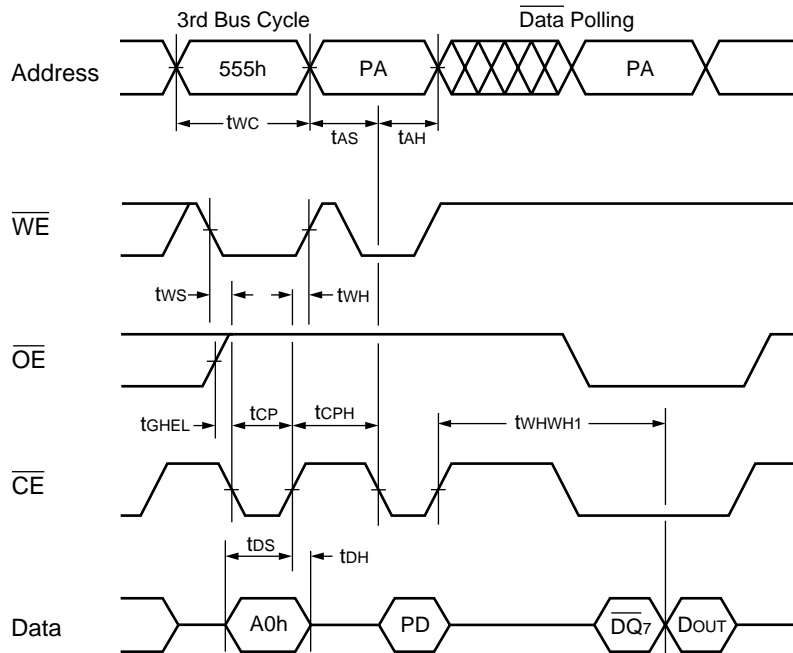 3rd Bus Cycle
Data Polling
Address
555h
PA
PA
tWC
tAS
tAH
WE
tWS
tWH
OE
tGHEL
tCP
tCPH
tWHWH1
CE
tDS
tDH
Data
A0h
PD
DQ7
DOUT